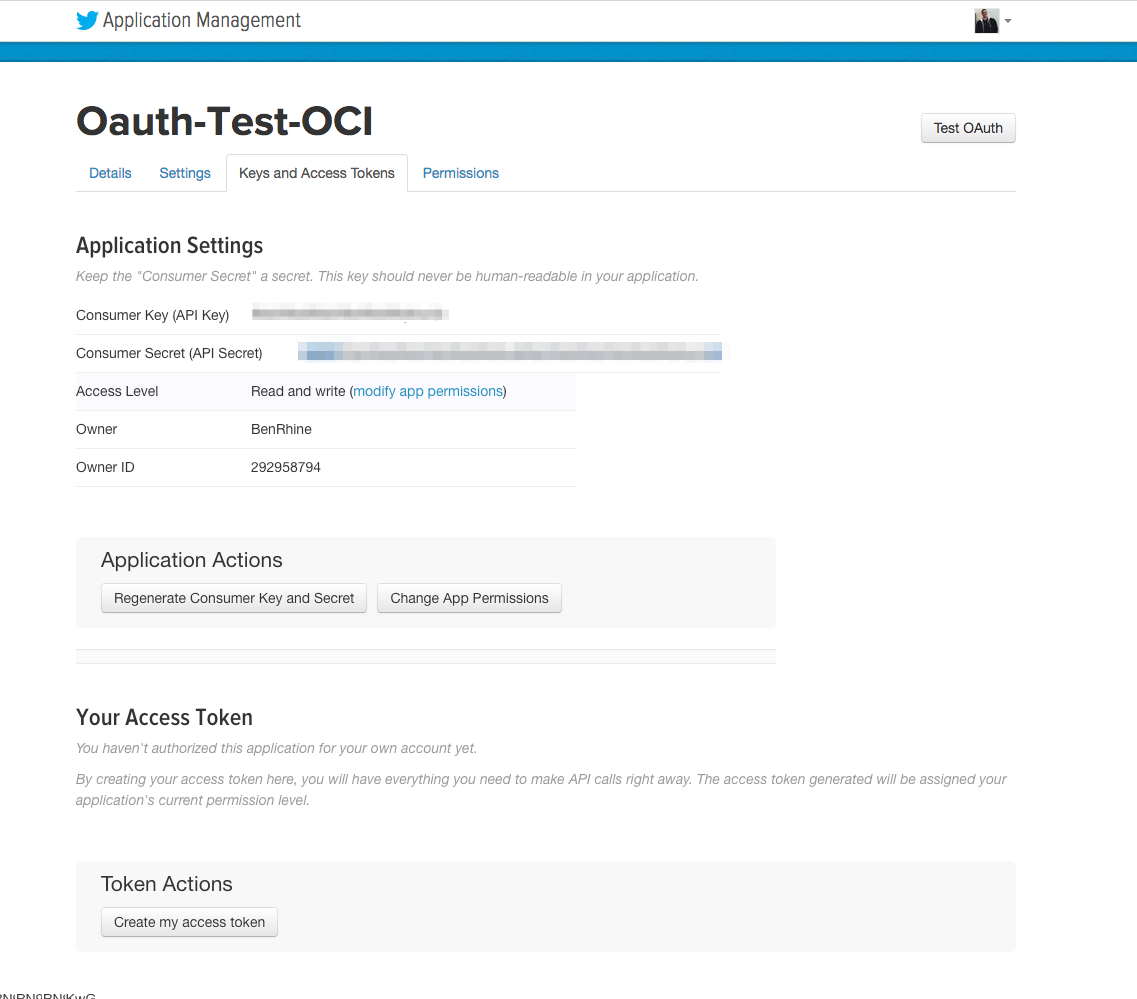 Application Management
Oauth-Test-OCI
Test OAuth
Details Settings Keys and Access Tokens Permissions
Application Settings
Keep the "Consumer Secret" a secret. This key should never be human-readable in your application.
Consumer Key (API Key)
Consumer Secret (API Secret)
Access Level Read and write (modify app permissions)
Owner BenRhine
Owner ID 292958794
Application Actions
Regenerate Consumer Key and Secret Change App Permissions
Your Access Token
You haven't authorized this application for your own account yet.
By creating your access token here, you will have everything you need to make API calls right away. The access token generated will be assigned your
application's current permission level.
Token Actions
Create my access token